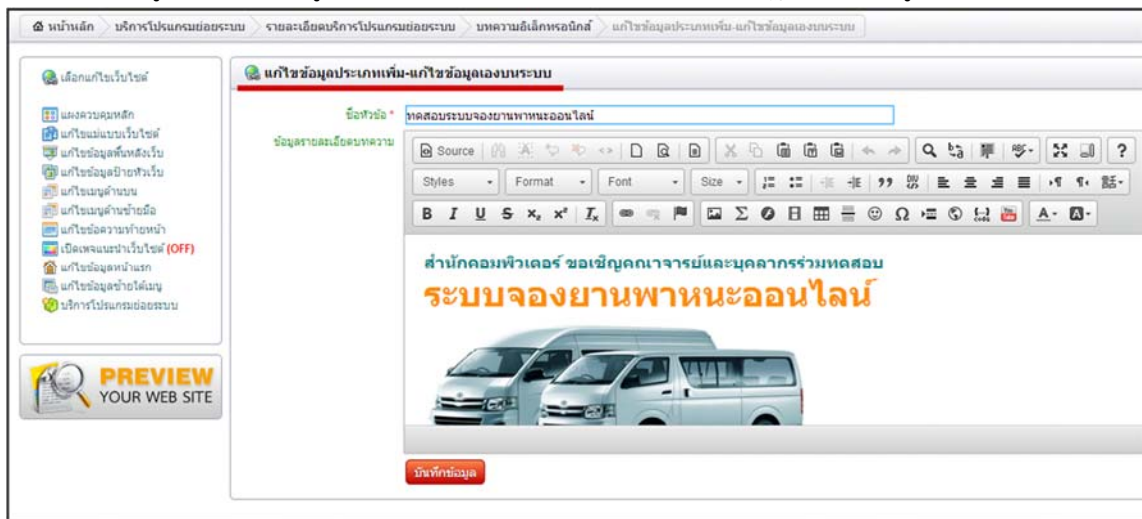 หน้าหลัก บริการโปรแกรมย่อยระบบ รายละเอียดบริการโปรแกรมย่อยระบบ บทความอิเล็กทรอนิกส์ แก้ไขข้อมูลประเภทเพิ่ม-แก้ไขข้อมูลเองบนระบบ
เลือกแก้ไขเว็บไซต์
แผงควบคุมหลัก
แก้ไขแม่แบบเว็บไซต์
แก้ไขข้อมูลพื้นหลังเว็บ
แก้ไขข้อมูลป้ายหัวเว็บ
แก้ไขเมนูด้านบน
แก้ไขเมนูด้านซ้ายมือ
แก้ไขข้อความท้ายหน้า
เปิดเพจแนะนำเว็บไซต์ (OFF)
แก้ไขข้อมูลหน้าแรก
แก้ไขข้อมูลซ้ายใต้เมนู
บริการโปรแกรมย่อยระบบ
PREVIEW
YOUR WEB SITE
แก้ไขข้อมูลประเภทเพิ่ม-แก้ไขข้อมูลเองบนระบบ
ชื่อหัวข้อ * ทดสอบระบบจองยานพาหนะออนไลน์
ข้อมูลรายละเอียดบทความ
Source
Styles Format Font Size
B I U S x₂ x² Iₓ
สำนักคอมพิวเตอร์ ขอเชิญคณาจารย์และบุคลากรร่วมทดสอบ
ระบบจองยานพาหนะออนไลน์
บันทึกข้อมูล